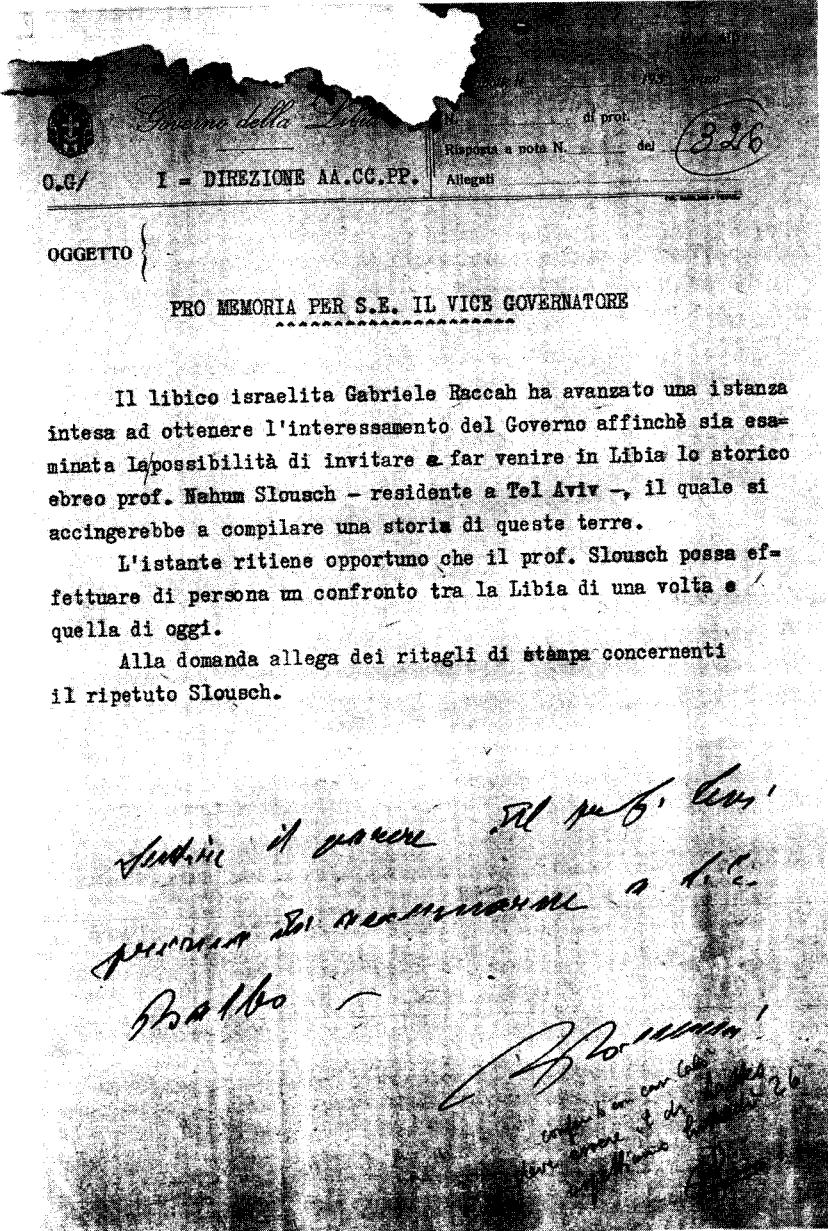 Governo della Libia
N. di prot.
Risposta a nota N. del 326
Allegati
O.G/ I = DIREZIONE AA.CC.PP.
OGGETTO
PRO MEMORIA PER S.E. IL VICE GOVERNATORE
Il libico israelita Gabriele Raccah ha avanzato una istanza
intesa ad ottenere l'interessamento del Governo affinchè sia esa=
minata la possibilità di invitare a far venire in Libia lo storico
ebreo prof. Nahum Slousch - residente a Tel Aviv -, il quale si
accingerebbe a compilare una storia di queste terre.
L'istante ritiene opportuno che il prof. Slousch possa ef=
fettuare di persona un confronto tra la Libia di una volta e
quella di oggi.
Alla domanda allega dei ritagli di stampa concernenti
il ripetuto Slousch.
Sentire il parere del prof.
prima di a S.E.
Balbo -